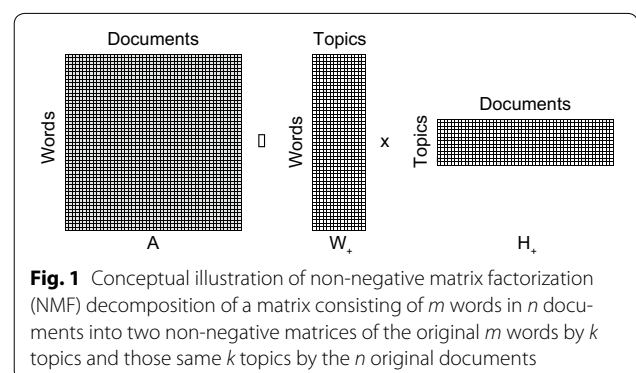 Documents
Topics
Words
Words
x
Documents
Topics
A
W+
H+
Fig. 1 Conceptual illustration of non-negative matrix factorization
(NMF) decomposition of a matrix consisting of m words in n docu-
ments into two non-negative matrices of the original m words by k
topics and those same k topics by the n original documents